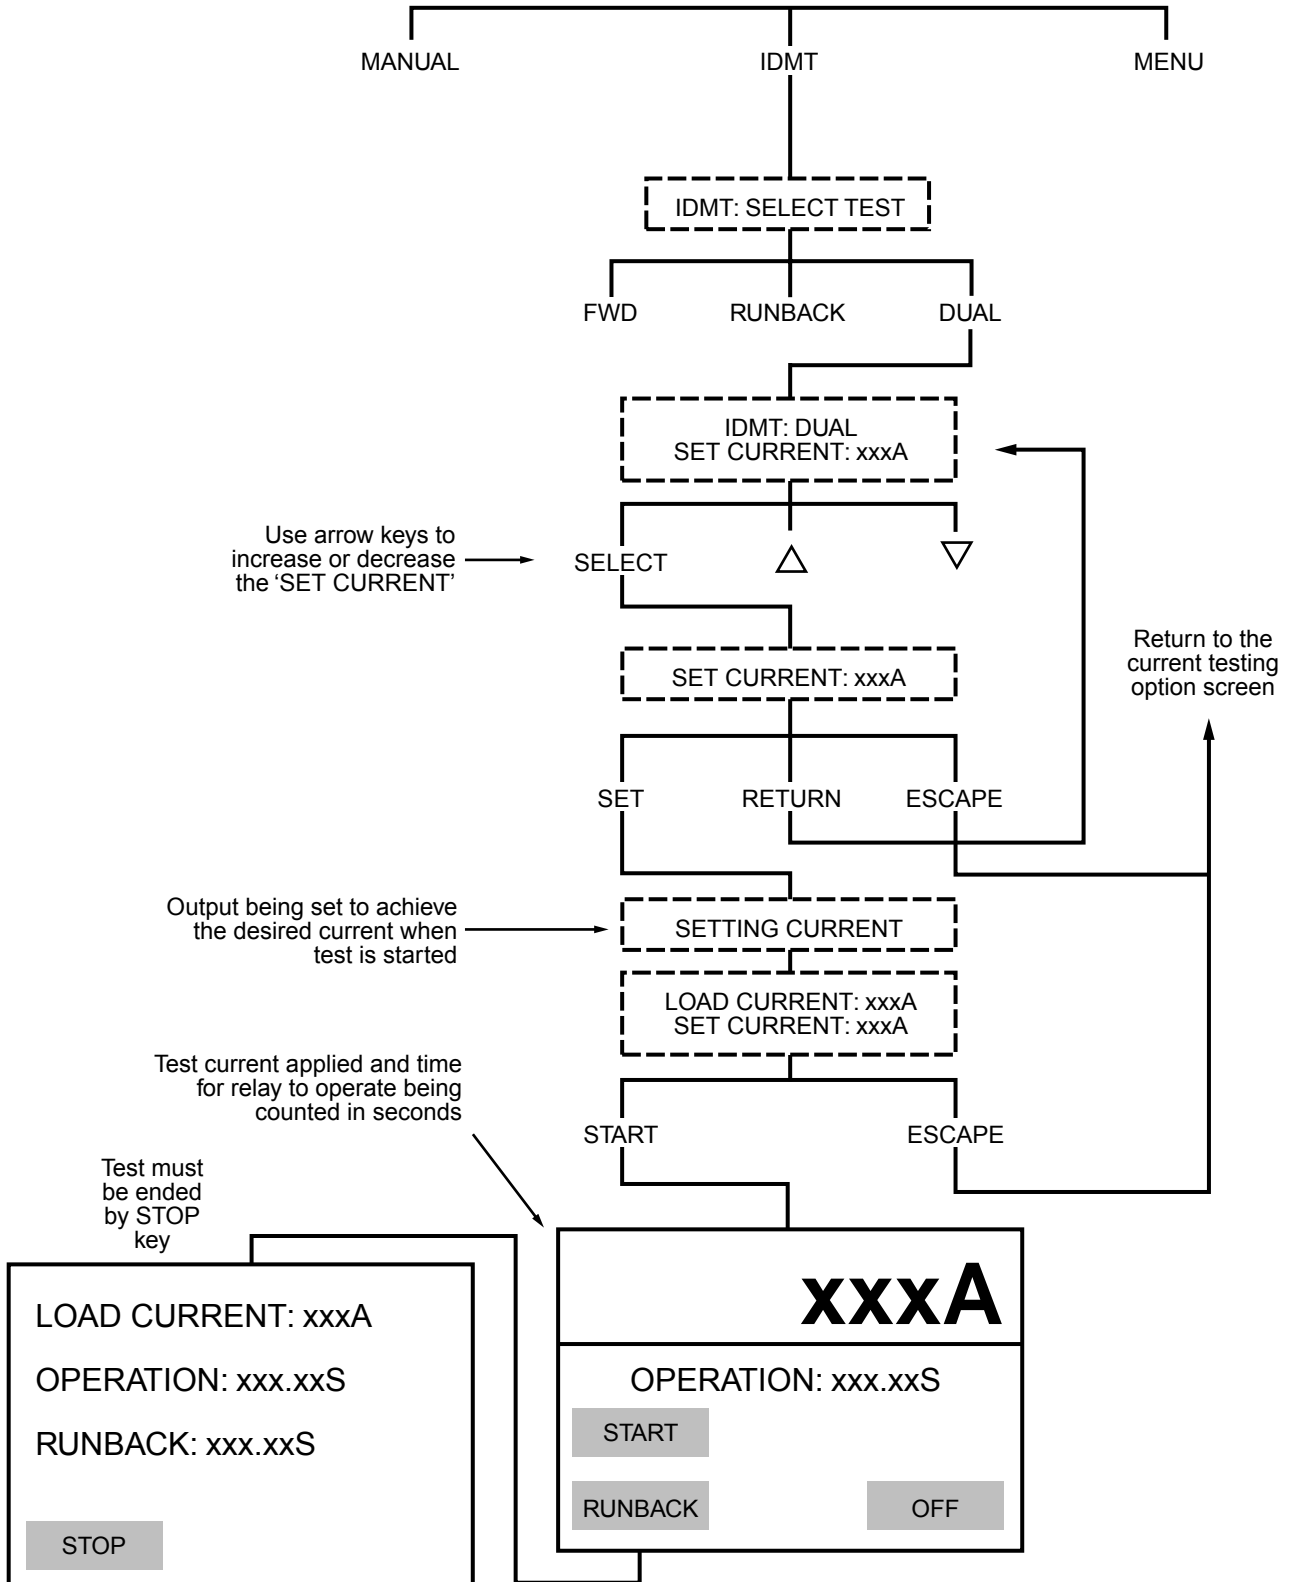 MANUAL
IDMT
MENU
IDMT: SELECT TEST
FWD
RUNBACK
DUAL
IDMT: DUAL
SET CURRENT: xxxA
Use arrow keys to
increase or decrease
the ‘SET CURRENT’
SELECT
SET CURRENT: xxxA
Return to the
current testing
option screen
SET
RETURN
ESCAPE
Output being set to achieve
the desired current when
test is started
SETTING CURRENT
LOAD CURRENT: xxxA
SET CURRENT: xxxA
Test current applied and time
for relay to operate being
counted in seconds
START
ESCAPE
Test must
be ended
by STOP
key
LOAD CURRENT: xxxA
OPERATION: xxx.xxS
RUNBACK: xxx.xxS
STOP
xxxA
OPERATION: xxx.xxS
START
RUNBACK
OFF